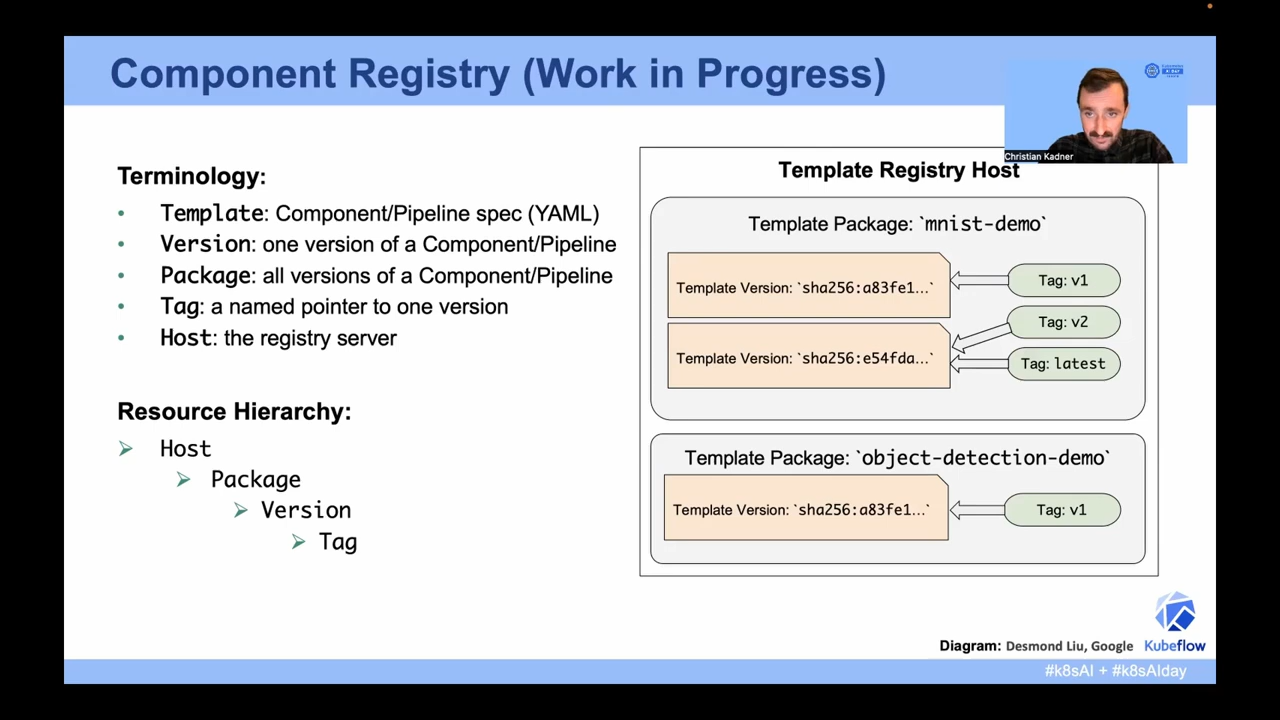 Component Registry (Work in Progress)
Christian Kadner
Terminology:
• Template: Component/Pipeline spec (YAML)
• Version: one version of a Component/Pipeline
• Package: all versions of a Component/Pipeline
• Tag: a named pointer to one version
• Host: the registry server
Resource Hierarchy:
Host
Package
Version
Tag
Template Registry Host
Template Package: `mnist-demo`
Template Version: `sha256:a83fe1…`
Tag: v1
Template Version: `sha256:e54fda…`
Tag: v2
Tag: latest
Template Package: `object-detection-demo`
Template Version: `sha256:a83fe1…`
Tag: v1
Diagram: Desmond Liu, Google
Kubeflow
#k8sAI + #k8sAIday